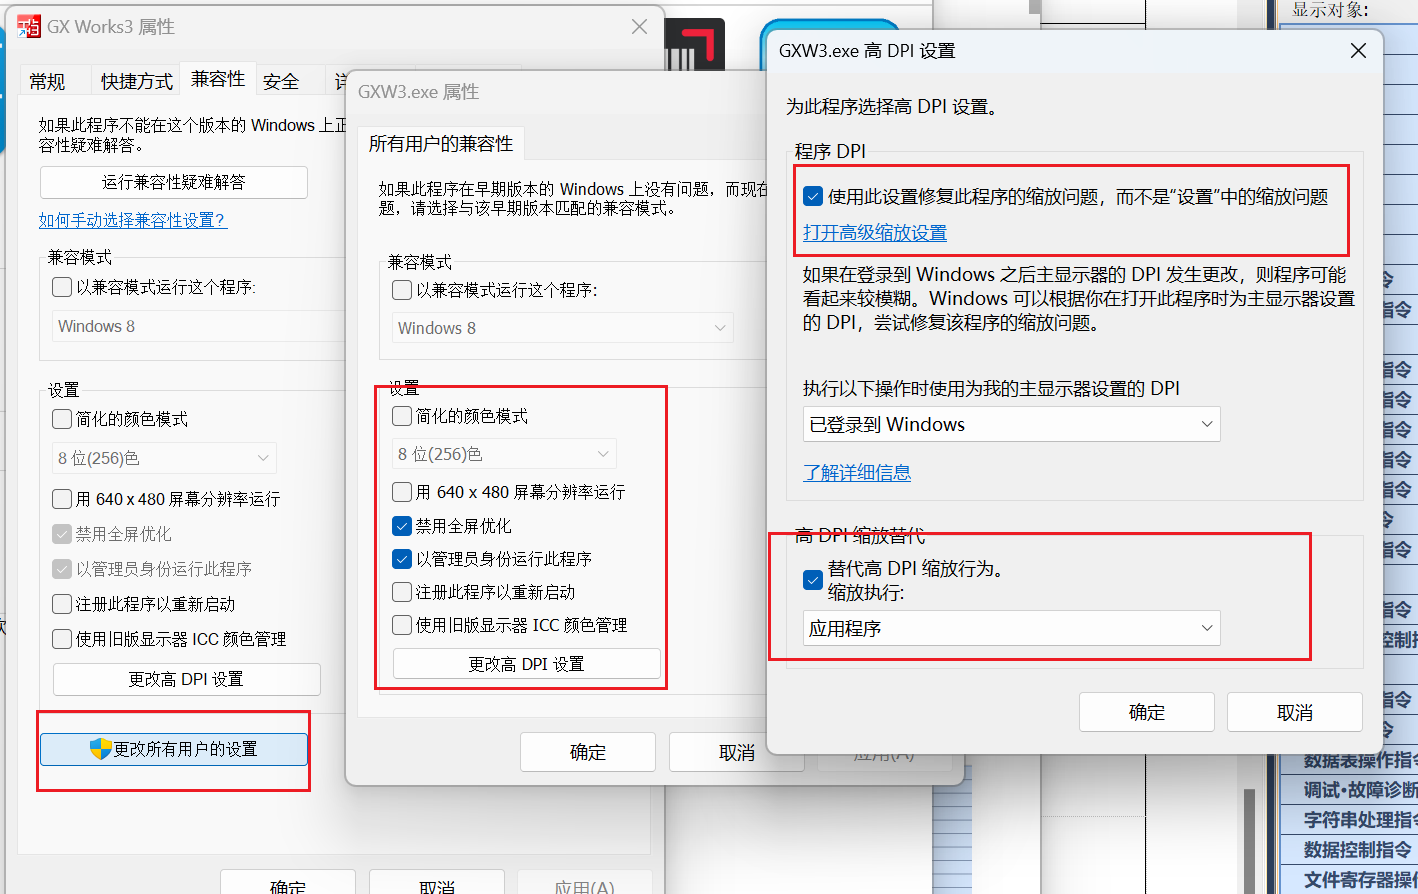 GX Works3 属性
常规
快捷方式
兼容性
安全
如果此程序不能在这个版本的 Windows 上正
容性疑难解答。
运行兼容性疑难解答
如何手动选择兼容性设置?
兼容模式
以兼容模式运行这个程序:
Windows 8
设置
简化的颜色模式
8 位(256)色
用 640 x 480 屏幕分辨率运行
禁用全屏优化
以管理员身份运行此程序
注册此程序以重新启动
使用旧版显示器 ICC 颜色管理
更改高 DPI 设置
更改所有用户的设置
确定
取消
应用(A)
GXW3.exe 属性
所有用户的兼容性
如果此程序在早期版本的 Windows 上没有问题，而现在
题，请选择与该早期版本匹配的兼容模式。
兼容模式
以兼容模式运行这个程序:
Windows 8
设置
简化的颜色模式
8 位(256)色
用 640 x 480 屏幕分辨率运行
禁用全屏优化
以管理员身份运行此程序
注册此程序以重新启动
使用旧版显示器 ICC 颜色管理
更改高 DPI 设置
确定
取消
应用(A)
GXW3.exe 高 DPI 设置
为此程序选择高 DPI 设置。
程序 DPI
使用此设置修复此程序的缩放问题，而不是“设置”中的缩放问题
打开高级缩放设置
如果在登录到 Windows 之后主显示器的 DPI 发生更改，则程序可能
看起来较模糊。Windows 可以根据你在打开此程序时为主显示器设置
的 DPI，尝试修复该程序的缩放问题。
执行以下操作时使用为我的主显示器设置的 DPI
已登录到 Windows
了解详细信息
高 DPI 缩放替代
替代高 DPI 缩放行为。
缩放执行:
应用程序
确定
取消
显示对象:
令
指令
指令
指令
指令
指令
指令
令
指令
指令
控制指
指令
令
数据表操作指令
调试·故障诊断
字符串处理指令
数据控制指令
文件寄存器操作